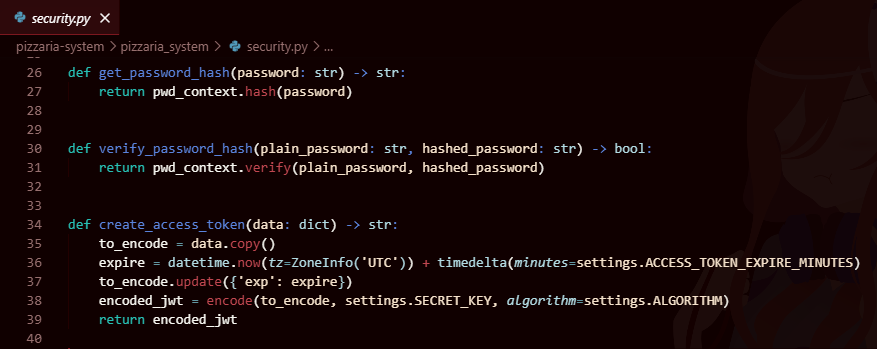 security.py ×
pizzaria-system > pizzaria_system > security.py > ...
26 def get_password_hash(password: str) -> str:
27     return pwd_context.hash(password)
28
29
30 def verify_password_hash(plain_password: str, hashed_password: str) -> bool:
31     return pwd_context.verify(plain_password, hashed_password)
32
33
34 def create_access_token(data: dict) -> str:
35     to_encode = data.copy()
36     expire = datetime.now(tz=ZoneInfo('UTC')) + timedelta(minutes=settings.ACCESS_TOKEN_EXPIRE_MINUTES)
37     to_encode.update({'exp': expire})
38     encoded_jwt = encode(to_encode, settings.SECRET_KEY, algorithm=settings.ALGORITHM)
39     return encoded_jwt
40